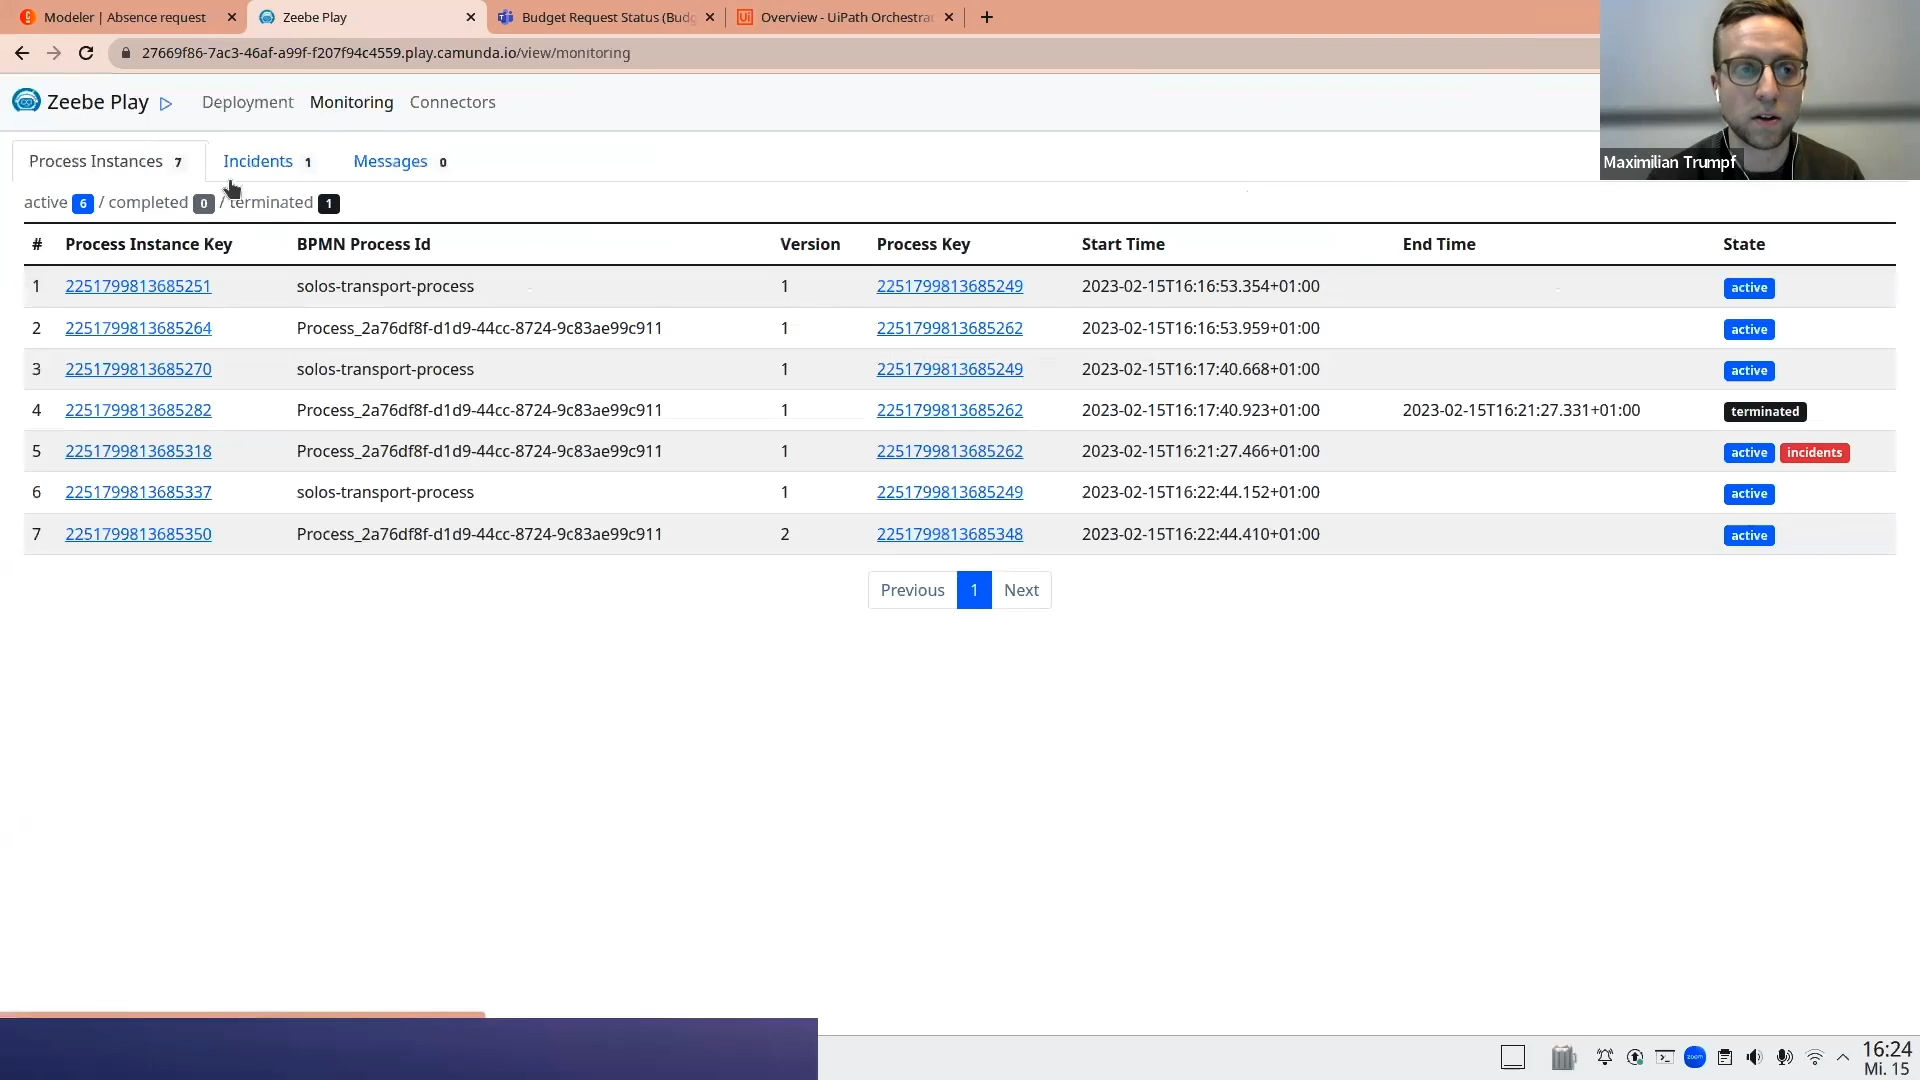 Modeler | Absence request
Zeebe Play
Budget Request Status (Budg
Overview - UiPath Orchestrat
27669f86-7ac3-46af-a99f-f207f94c4559.play.camunda.io/view/monitoring
Zeebe Play Deployment Monitoring Connectors
Maximilian Trumpf
Process Instances 7 Incidents 1 Messages 0
active 6 / completed 0 / terminated 1
# Process Instance Key BPMN Process Id Version Process Key Start Time End Time State
1 2251799813685251 solos-transport-process 1 2251799813685249 2023-02-15T16:16:53.354+01:00 active
2 2251799813685264 Process_2a76df8f-d1d9-44cc-8724-9c83ae99c911 1 2251799813685262 2023-02-15T16:16:53.959+01:00 active
3 2251799813685270 solos-transport-process 1 2251799813685249 2023-02-15T16:17:40.668+01:00 active
4 2251799813685282 Process_2a76df8f-d1d9-44cc-8724-9c83ae99c911 1 2251799813685262 2023-02-15T16:17:40.923+01:00 2023-02-15T16:21:27.331+01:00 terminated
5 2251799813685318 Process_2a76df8f-d1d9-44cc-8724-9c83ae99c911 1 2251799813685262 2023-02-15T16:21:27.466+01:00 active incidents
6 2251799813685337 solos-transport-process 1 2251799813685249 2023-02-15T16:22:44.152+01:00 active
7 2251799813685350 Process_2a76df8f-d1d9-44cc-8724-9c83ae99c911 2 2251799813685348 2023-02-15T16:22:44.410+01:00 active
Previous 1 Next
zoom
16:24
Mi. 15